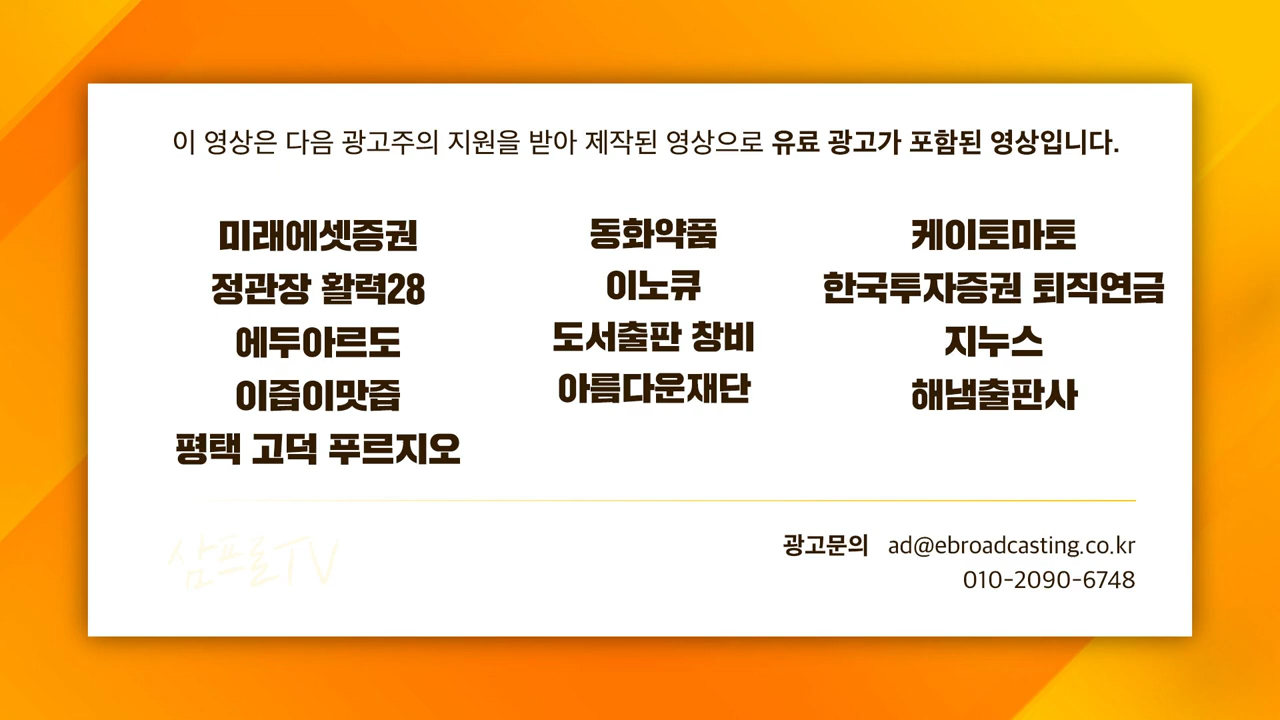 이 영상은 다음 광고주의 지원을 받아 제작된 영상으로 유료 광고가 포함된 영상입니다.
미래에셋증권
정관장 활력28
에두아르도
이즙이맛즙
평택 고덕 푸르지오
동화약품
이노큐
도서출판 창비
아름다운재단
케이토마토
한국투자증권 퇴직연금
지누스
해냄출판사
삼프로TV
광고문의 ad@ebroadcasting.co.kr
010-2090-6748